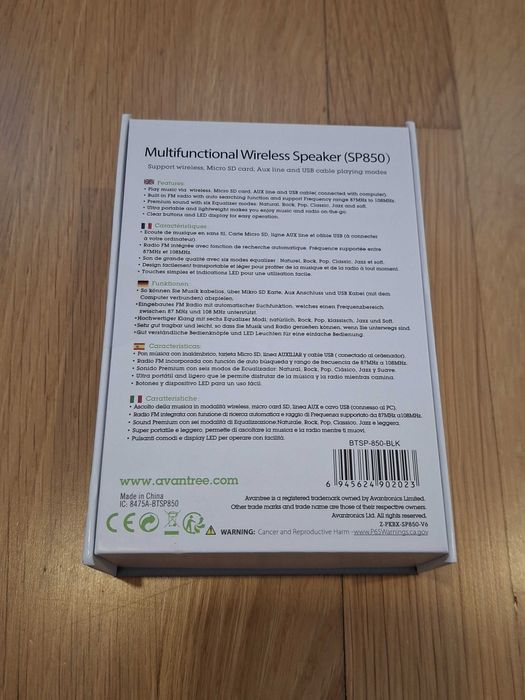 Multifunctional Wireless Speaker (SP850)
Support wireless, Micro SD card, Aux line and USB cable playing modes
Features:
• Play music via wireless, Micro SD card, AUX line and USB cable( connected with computer).
• Built in FM radio with auto searching function and support Frequency range 87MHz to 108MHz.
• Premium sound with six Equalizer modes: Natural, Rock, Pop, Classic, Jazz and soft.
• Ultra portable and lightweight makes you enjoy music and radio on-the-go.
• Clear buttons and LED display for easy operation.
Caractéristiques
• Ecoute de musique en sans fil, Carte Micro SD, ligne AUX line et câble USB (à connecter
à votre ordinateur).
• Radio FM intégrée avec fonction de recherche automatique. Fréquence supportée entre
87MHz et 108MHz.
• Son de grande qualité avec six modes équalizer : Naturel, Rock, Pop, Classic, Jazz et soft.
• Design facilement transportable et léger pour profiter de la musique et de la radio à tout moment.
• Touches simples et indications LED pour une utilisation facile.
Funktionen:
• So können Sie Musik kabellos, über Mikro SD Karte, Aux Anschluss und USB Kabel (mit dem
Computer verbunden) abspielen.
•Eingebautes FM Radio mit automatischer Suchfunktion, welches einen Frequenzbereich,
zwischen 87 MHz und 108 MHz unterstützt.
•Hochwertiger Klang mit sechs Equalizer Modi: natürlich, Rock, Pop, klassisch, Jazz und Soft.
•Sehr gut tragbar und leicht, so dass Sie Musik und Radio genießen können, wenn Sie unterwegs sind.
•Gut verständliche Bedienknöpfe und LED Leuchten für eine einfache Bedienung.
Características:
• Pon música con inalámbrico, tarjeta Micro SD, línea AUXILIAR y cable USB ( conectado al ordenador).
• Radio FM incorporada con función de auto búsqueda y rango de frecuencia de 87MHz a 108MHz.
• Sonido Premium con seis modos de Ecualizador: Natural, Rock, Pop, Clásico, Jazz y Suave.
• Ultra portátil and ligero que le permite disfrutar de la música y la radio mientras camina.
• Botones y dispositivo LED para un uso fácil.
Caratteristiche
• Ascolto della musica in modalità wireless, micro card SD, linea AUX e cavo USB (connesso al PC).
• Radio FM integrata con funzione di ricerca automatica e raggio di Frequenza supportato da 87MHz a108MHz.
• Sound Premium con sei modalità di Equalizzazione:Naturale, Rock, Pop, Classico, Jazz, e leggera.
• Super portatile e leggero, permette di ascoltare la musica e la radio mentre ti muovi.
• Pulsanti comodi e display LED per operare con facilità.
BTSP-850-BLK
6 945624 902023
www.avantree.com
Made in China
IC: 8475A-BTSP850
Avantree is a registered trademark owned by Avantronics Limited.
Other trade marks and trade name are those of their respective owners.
Avantronics Ltd. All rights reserved.
Z-PKBX-SP850-V6
CE
WARNING: Cancer and Reproductive Harm -www.P65Warnings.ca.gov